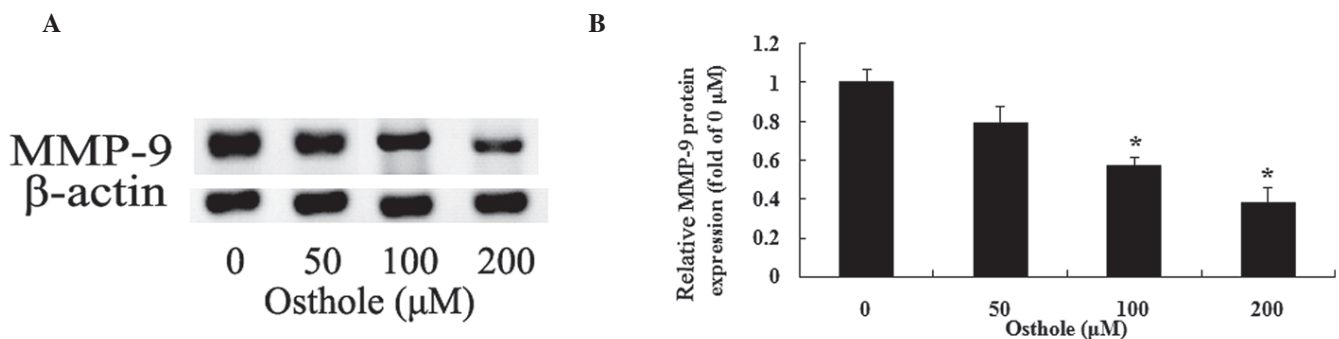 A
MMP-9
β-actin
0 50 100 200
Osthole (μM)
B
Relative MMP-9 protein
expression (fold of 0 μM)
1.2
1
0.8
0.6
0.4
0.2
0
*
*
0 50 100 200
Osthole (μM)